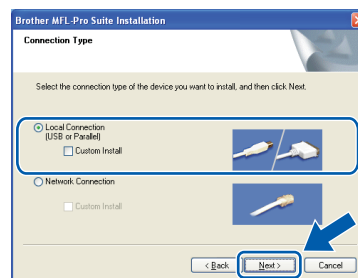 Brother MFL-Pro Suite Installation
Connection Type
Select the connection type of the device you want to install, and then click Next.
Local Connection
(USB or Parallel)
Custom Install
Network Connection
Custom Install
< Back
Next >
Cancel